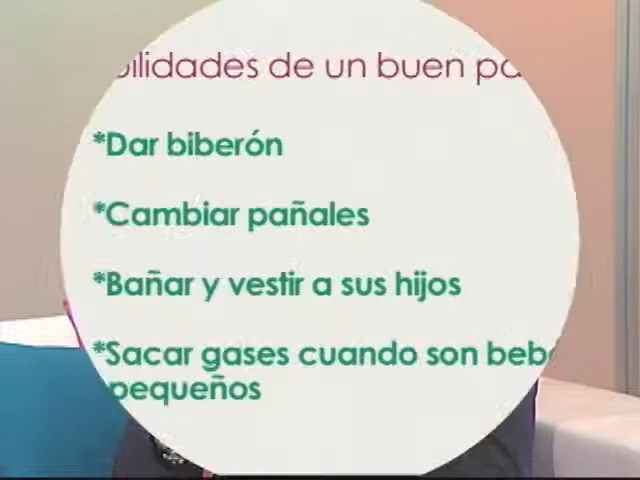 de un buen
*Dar biberón
*Cambiar pañales
*Bañar y vestir a sus hijos
*Sacar gases cuando son
pequeños